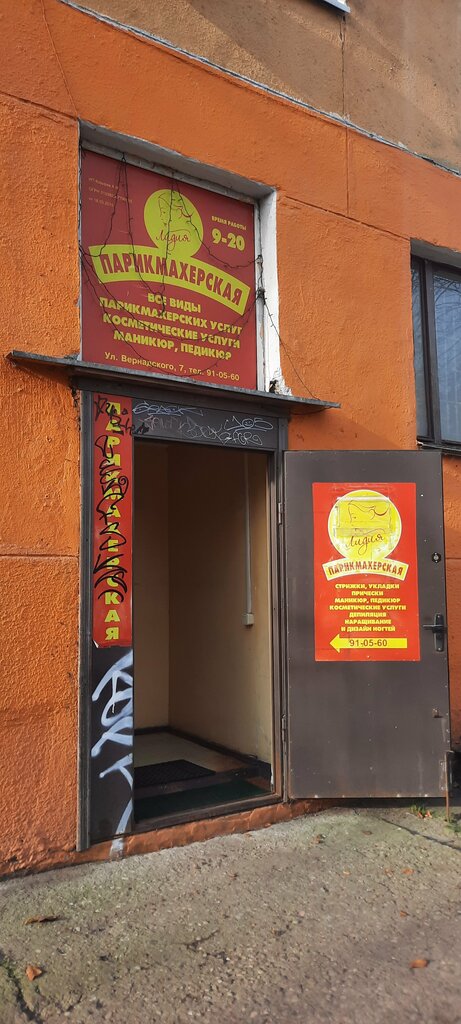 ВРЕМЯ РАБОТЫ
9-20
Лидия
ПАРИКМАХЕРСКАЯ
ВСЕ ВИДЫ
ПАРИКМАХЕРСКИХ УСЛУГ
КОСМЕТИЧЕСКИЕ УСЛУГИ
МАНИКЮР, ПЕДИКЮР
Ул. Вернадского, 7, тел. 91-05-60
ПАРИКМАХЕРСКАЯ
Лидия
ПАРИКМАХЕРСКАЯ
СТРИЖКИ, УКЛАДКИ
ПРИЧЕСКИ
МАНИКЮР, ПЕДИКЮР
КОСМЕТИЧЕСКИЕ УСЛУГИ
ДЕПИЛЯЦИЯ
НАРАЩИВАНИЕ
И ДИЗАЙН НОГТЕЙ
91-05-60